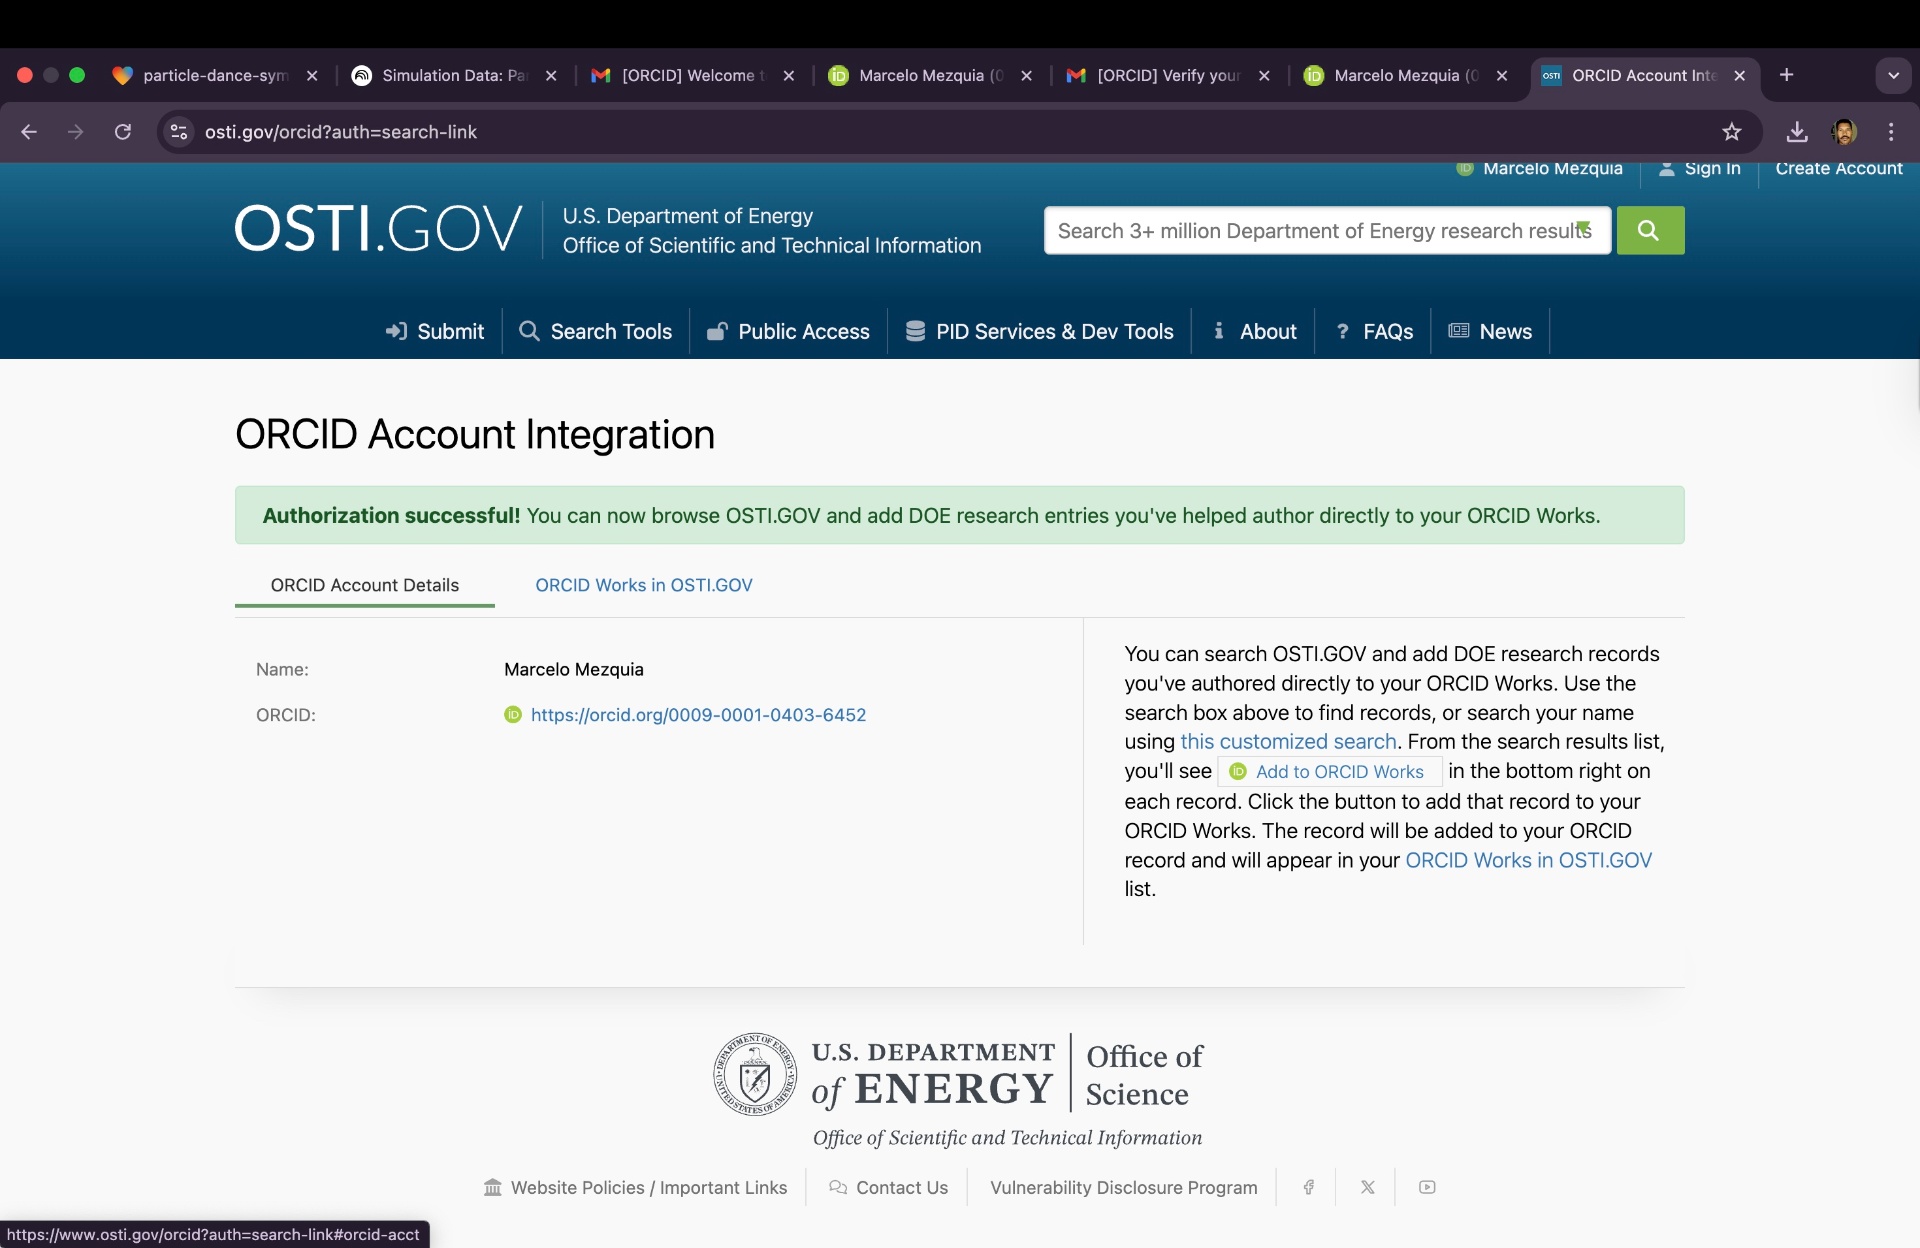 particle-dance-sym
Simulation Data: Pa
[ORCID] Welcome t
Marcelo Mezquia (0
[ORCID] Verify your
Marcelo Mezquia (0
OSTI
ORCID Account Inte
osti.gov/orcid?auth=search-link
Marcelo Mezquia
Sign In
Create Account
OSTI.GOV
U.S. Department of Energy
Office of Scientific and Technical Information
Search 3+ million Department of Energy research results
Submit
Search Tools
Public Access
PID Services & Dev Tools
About
FAQs
News
ORCID Account Integration
Authorization successful! You can now browse OSTI.GOV and add DOE research entries you've helped author directly to your ORCID Works.
ORCID Account Details
ORCID Works in OSTI.GOV
Name:
Marcelo Mezquia
ORCID:
https://orcid.org/0009-0001-0403-6452
You can search OSTI.GOV and add DOE research records
you've authored directly to your ORCID Works. Use the
search box above to find records, or search your name
using this customized search. From the search results list,
you'll see Add to ORCID Works in the bottom right on
each record. Click the button to add that record to your
ORCID Works. The record will be added to your ORCID
record and will appear in your ORCID Works in OSTI.GOV
list.
DEPARTMENT OF ENERGY
UNITED STATES OF AMERICA
U.S. DEPARTMENT
of ENERGY
Office of
Science
Office of Scientific and Technical Information
Website Policies / Important Links
Contact Us
Vulnerability Disclosure Program
https://www.osti.gov/orcid?auth=search-link#orcid-acct